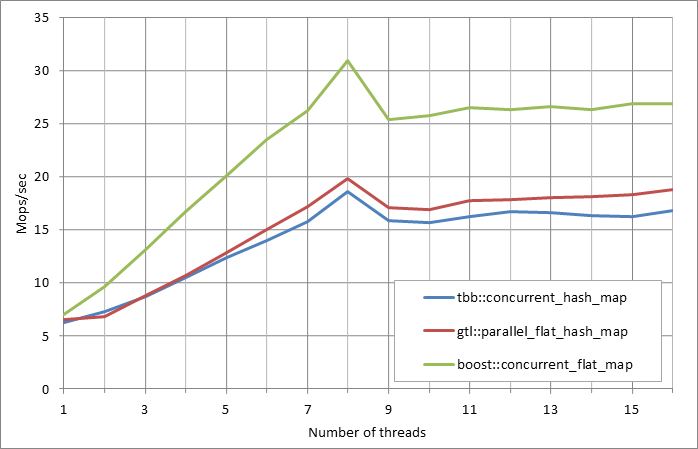 35
30
25
20
15
10
5
0
Mops/sec
tbb::concurrent_hash_map
gtl::parallel_flat_hash_map
boost::concurrent_flat_map
1 3 5 7 9 11 13 15
Number of threads